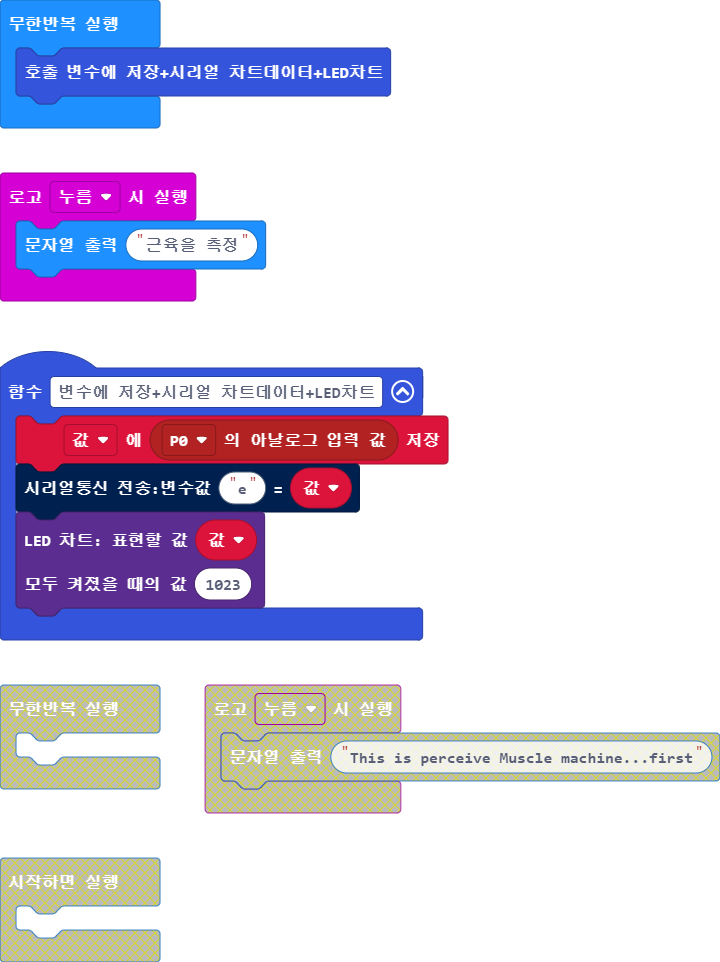 무한반복 실행
호출 변수에 저장+시리얼 차트데이터+LED차트
로고 누름 시 실행
문자열 출력 "근육을 측정"
함수 변수에 저장+시리얼 차트데이터+LED차트
값 에 P0 의 아날로그 입력 값 저장
시리얼통신 전송:변수값 "e" = 값
LED 차트: 표현할 값 값
모두 켜졌을 때의 값 1023
무한반복 실행
로고 누름 시 실행
문자열 출력 "This is perceive Muscle machine...first"
시작하면 실행